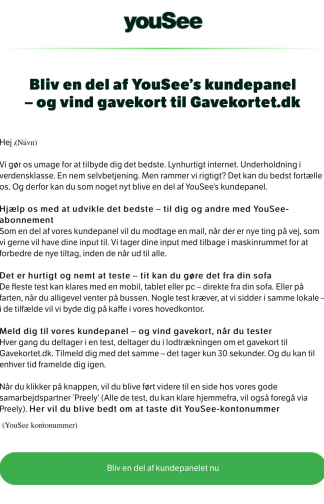 youSee
Bliv en del af YouSee's kundepanel
– og vind gavekort til Gavekortet.dk
Hej (Navn)
Vi gør os umage for at tilbyde dig det bedste. Lynhurtigt internet. Underholdning i
verdensklasse. En nem selvbetjening. Men rammer vi rigtigt? Det kan du bedst fortælle
os. Og derfor kan du som noget nyt blive en del af YouSee's kundepanel.
Hjælp os med at udvikle det bedste – til dig og andre med YouSee-
abonnement
Som en del af vores kundepanel vil du modtage en mail, når der er nye ting på vej, som
vi gerne vil have dine input til. Vi tager dine input med tilbage i maskinrummet for at
forbedre de nye tiltag, inden de når ud til alle.
Det er hurtigt og nemt at teste – tit kan du gøre det fra din sofa
De fleste test kan klares med en mobil, tablet eller pc – direkte fra din sofa. Eller på
farten, når du alligevel venter på bussen. Nogle test kræver, at vi sidder i samme lokale –
i de tilfælde vil vi byde dig på kaffe i vores hovedkontor.
Meld dig til vores kundepanel – og vind gavekort, når du tester
Hver gang du deltager i en test, deltager du i lodtrækningen om et gavekort til
Gavekortet.dk. Tilmeld dig med det samme – det tager kun 30 sekunder. Og du kan til
enhver tid framelde dig igen.
Når du klikker på knappen, vil du blive ført videre til en side hos vores gode
samarbejdspartner 'Preely' (Alle de test, du kan klare hjemmefra, vil også foregå via
Preely). Her vil du blive bedt om at taste dit YouSee-kontonummer
(YouSee kontonummer)
Bliv en del af kundepanelet nu